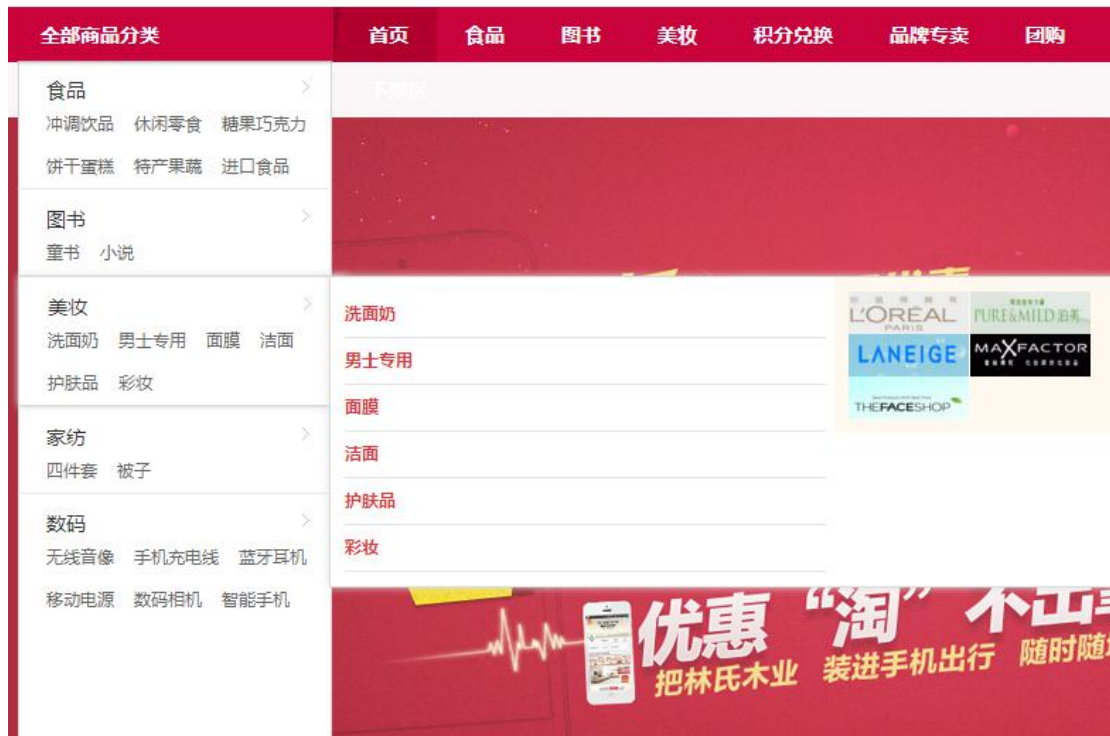 全部商品分类
首页 食品 图书 美妆 积分兑换 品牌专卖 团购
食品
冲调饮品 休闲零食 糖果巧克力
饼干蛋糕 特产果蔬 进口食品
图书
童书 小说
美妆
洗面奶 男士专用 面膜 洁面
护肤品 彩妆
家纺
四件套 被子
数码
无线音像 手机充电线 蓝牙耳机
移动电源 数码相机 智能手机
洗面奶
男士专用
面膜
洁面
护肤品
彩妆
L'ORÉAL
PARIS
PURE&MILD 泊美
LANEIGE
MAXFACTOR
THEFACESHOP
优惠“淘”不出
把林氏木业 装进手机出行 随时随